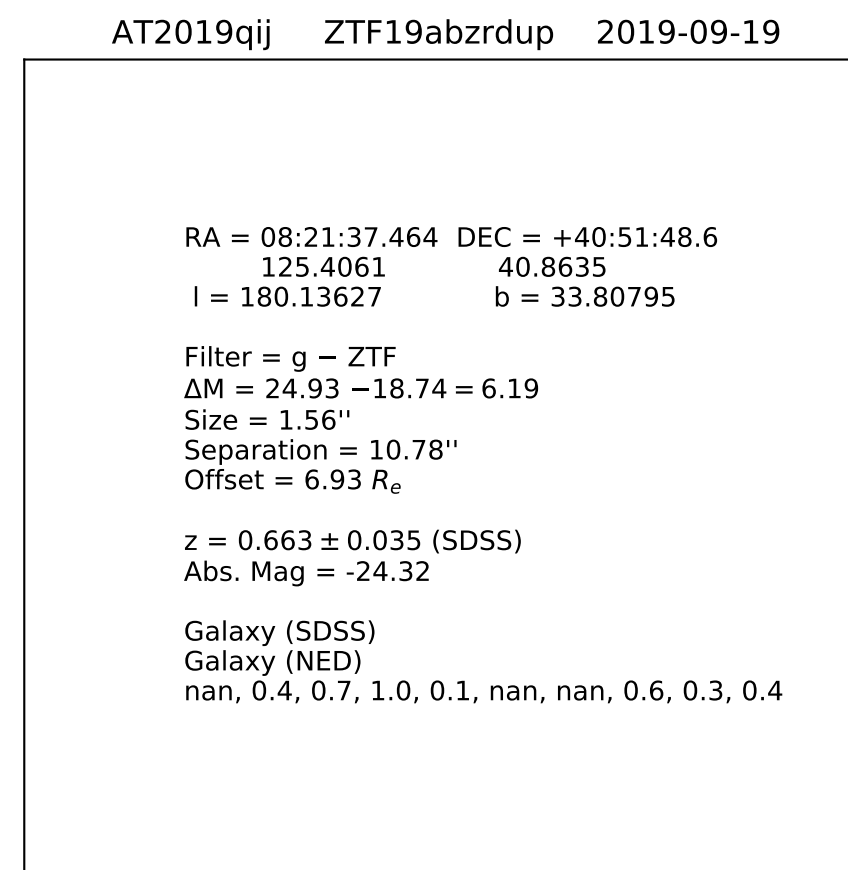 AT2019qij ZTF19abzrdup 2019-09-19
RA = 08:21:37.464 DEC = +40:51:48.6
125.4061 40.8635
l = 180.13627 b = 33.80795
Filter = g − ZTF
ΔM = 24.93 −18.74 = 6.19
Size = 1.56''
Separation = 10.78''
Offset = 6.93 Rₑ
z = 0.663 ± 0.035 (SDSS)
Abs. Mag = -24.32
Galaxy (SDSS)
Galaxy (NED)
nan, 0.4, 0.7, 1.0, 0.1, nan, nan, 0.6, 0.3, 0.4